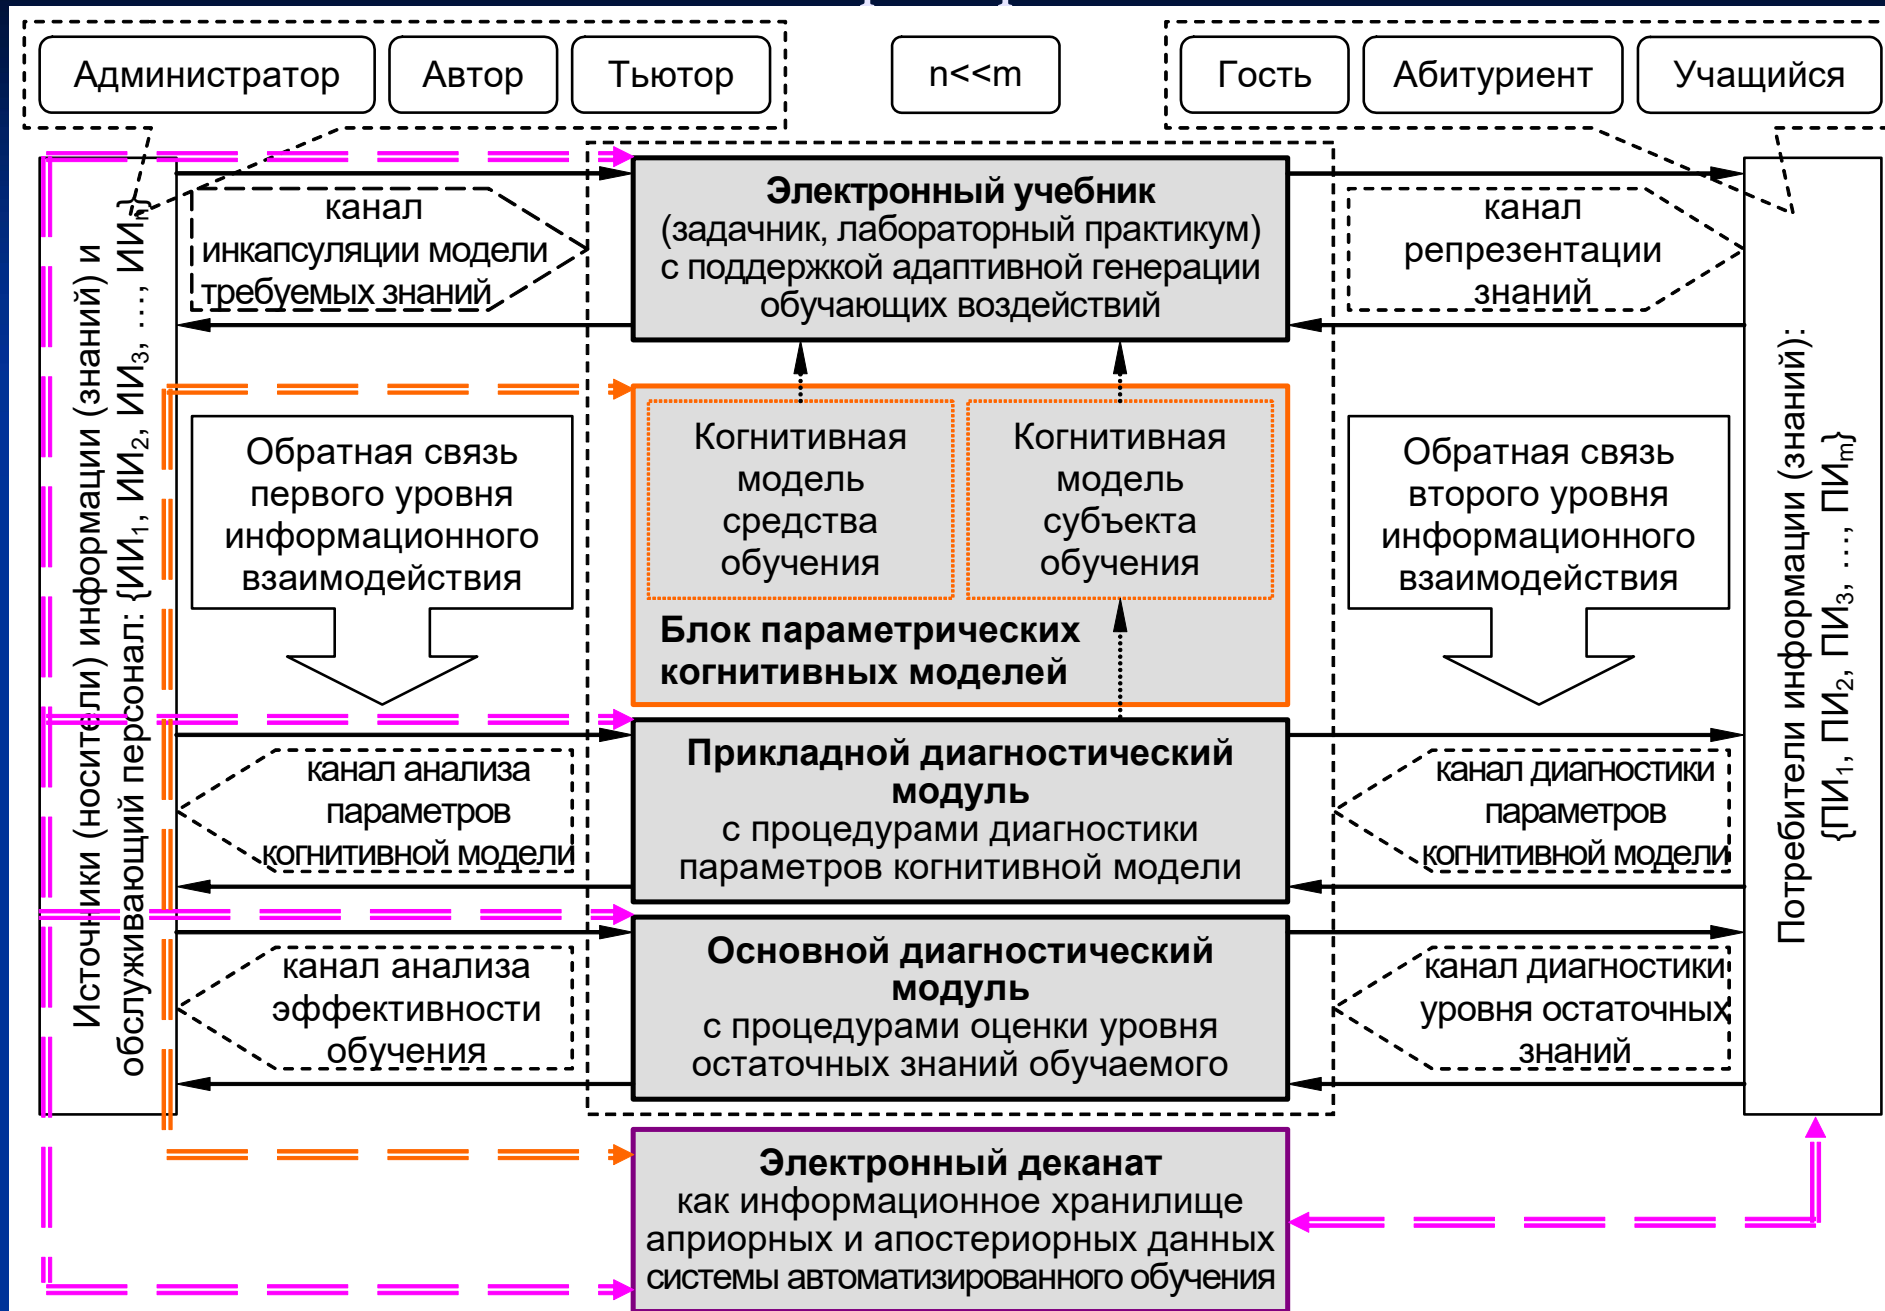 Администратор
Автор
Тьютор
n<<m
Гость
Абитуриент
Учащийся
Источники (носители) информации (знаний) и
обслуживающий персонал: {ИИ1, ИИ2, ИИ3, …, ИИn}
канал
инкапсуляции модели
требуемых знаний
Электронный учебник
(задачник, лабораторный практикум)
с поддержкой адаптивной генерации
обучающих воздействий
канал
репрезентации
знаний
Потребители информации (знаний):
{ПИ1, ПИ2, ПИ3, …, ПИm}
Обратная связь
первого уровня
информационного
взаимодействия
Когнитивная
модель
средства
обучения
Когнитивная
модель
субъекта
обучения
Блок параметрических
когнитивных моделей
Обратная связь
второго уровня
информационного
взаимодействия
канал анализа
параметров
когнитивной модели
Прикладной диагностический
модуль
с процедурами диагностики
параметров когнитивной модели
канал диагностики
параметров
когнитивной модели
канал анализа
эффективности
обучения
Основной диагностический
модуль
с процедурами оценки уровня
остаточных знаний обучаемого
канал диагностики
уровня остаточных
знаний
Электронный деканат
как информационное хранилище
априорных и апостериорных данных
системы автоматизированного обучения